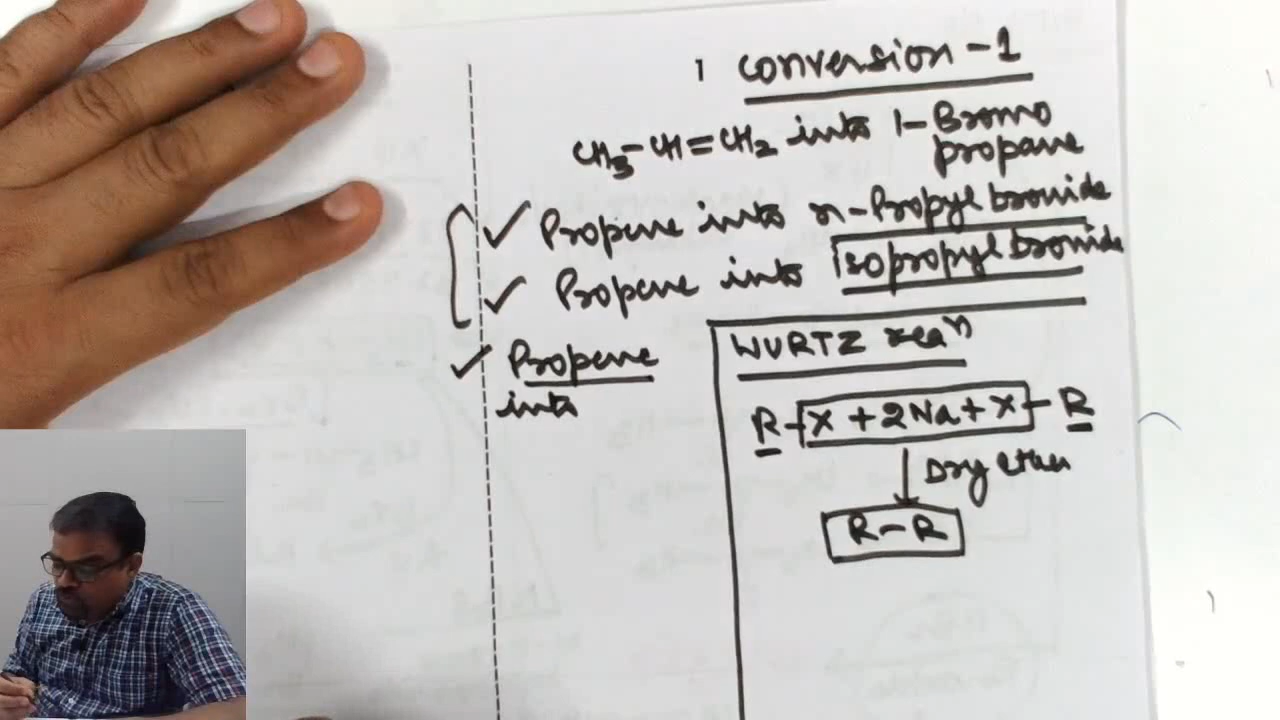 Conversion-1
CH3-CH=CH2 into 1-Bromo
propane
✓ Propene into n-Propyl bromide
✓ Propene into Isopropyl bromide
✓ Propene
into
WURTZ reaⁿ
R-X + 2Na + X-R
Dry ether
R-R